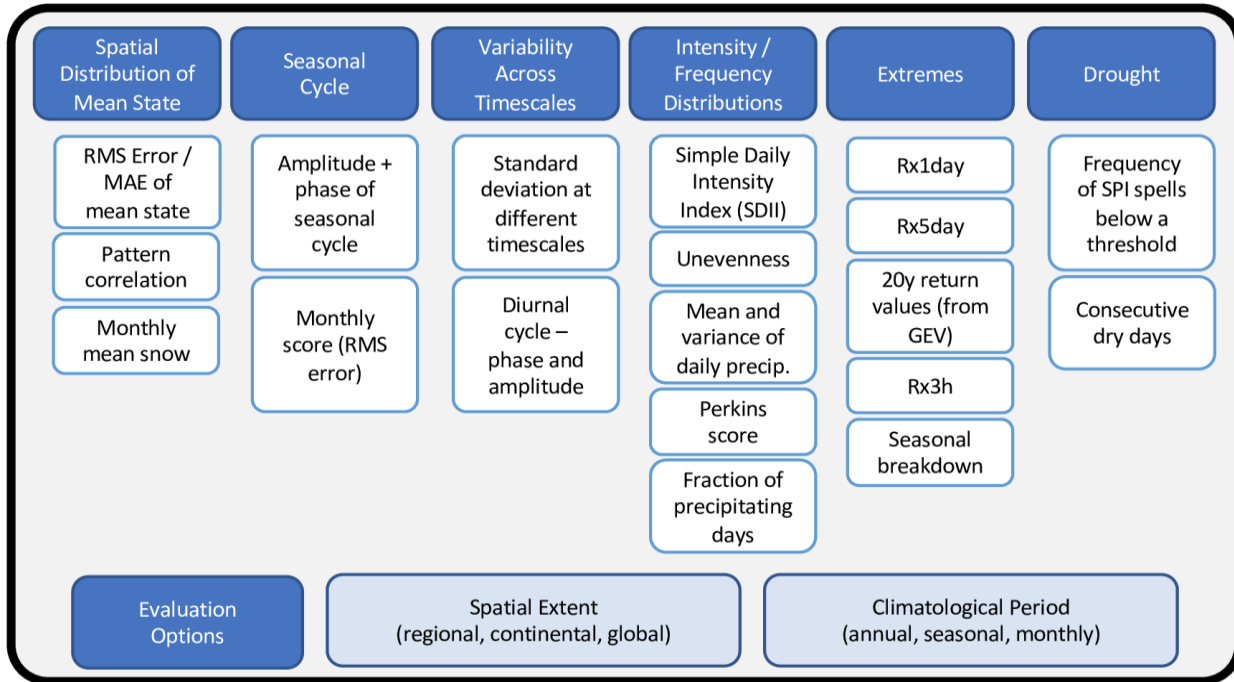 Spatial
Distribution of
Mean State
Seasonal
Cycle
Variability
Across
Timescales
Intensity /
Frequency
Distributions
Extremes
Drought
RMS Error /
MAE of
mean state
Pattern
correlation
Monthly
mean snow
Amplitude +
phase of
seasonal
cycle
Monthly
score (RMS
error)
Standard
deviation at
different
timescales
Diurnal
cycle –
phase and
amplitude
Simple Daily
Intensity
Index (SDII)
Unevenness
Mean and
variance of
daily precip.
Perkins
score
Fraction of
precipitating
days
Rx1day
Rx5day
20y return
values (from
GEV)
Rx3h
Seasonal
breakdown
Frequency
of SPI spells
below a
threshold
Consecutive
dry days
Evaluation
Options
Spatial Extent
(regional, continental, global)
Climatological Period
(annual, seasonal, monthly)